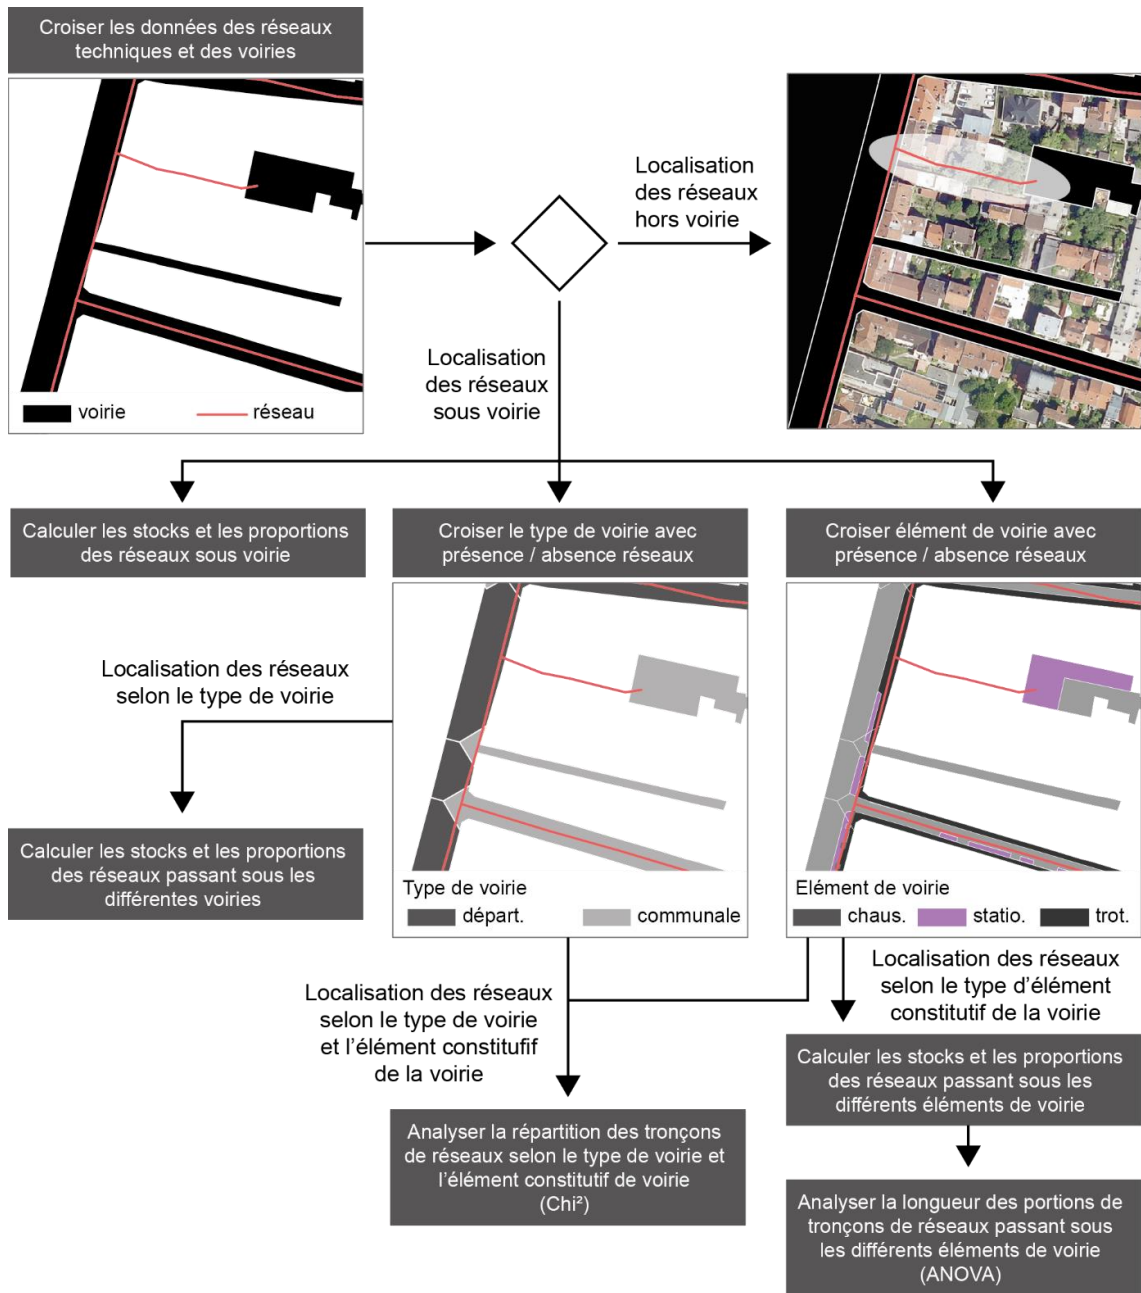 Croiser les données des réseaux
techniques et des voiries
voirie
réseau
Localisation
des réseaux
hors voirie
Localisation
des réseaux
sous voirie
Calculer les stocks et les proportions
des réseaux sous voirie
Croiser le type de voirie avec
présence / absence réseaux
Croiser élément de voirie avec
présence / absence réseaux
Localisation des réseaux
selon le type de voirie
Calculer les stocks et les proportions
des réseaux passant sous les
différentes voiries
Type de voirie
départ.
communale
Elément de voirie
chaus.
statio.
trot.
Localisation des réseaux
selon le type de voirie
et l'élément constitufif
de la voirie
Localisation des réseaux
selon le type d'élément
constitutif de la voirie
Calculer les stocks et les proportions
des réseaux passant sous les
différents éléments de voirie
Analyser la répartition des tronçons
de réseaux selon le type de voirie et
l'élément constitutif de voirie
(Chi²)
Analyser la longueur des portions de
tronçons de réseaux passant sous
les différents éléments de voirie
(ANOVA)